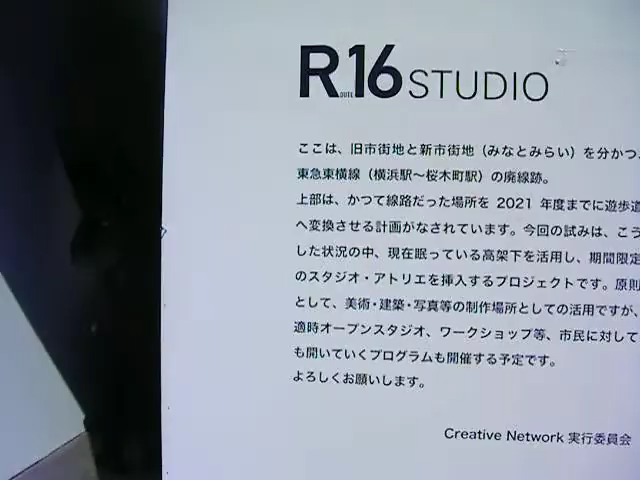 ROUTE16 STUDIO
ここは、旧市街地と新市街地（みなとみらい）を分かつ
東急東横線（横浜駅〜桜木町駅）の廃線跡。
上部は、かつて線路だった場所を 2021 年度までに遊歩道
へ変換させる計画がなされています。今回の試みは、こう
した状況の中、現在眠っている高架下を活用し、期間限定
のスタジオ・アトリエを挿入するプロジェクトです。原則
として、美術・建築・写真等の制作場所としての活用ですが、
適時オープンスタジオ、ワークショップ等、市民に対して
も開いていくプログラムも開催する予定です。
よろしくお願いします。
Creative Network 実行委員会